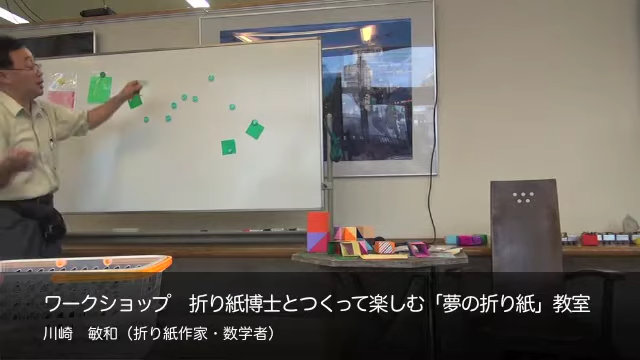 ワークショップ　折り紙博士とつくって楽しむ「夢の折り紙」教室
川崎　敏和（折り紙作家・数学者）